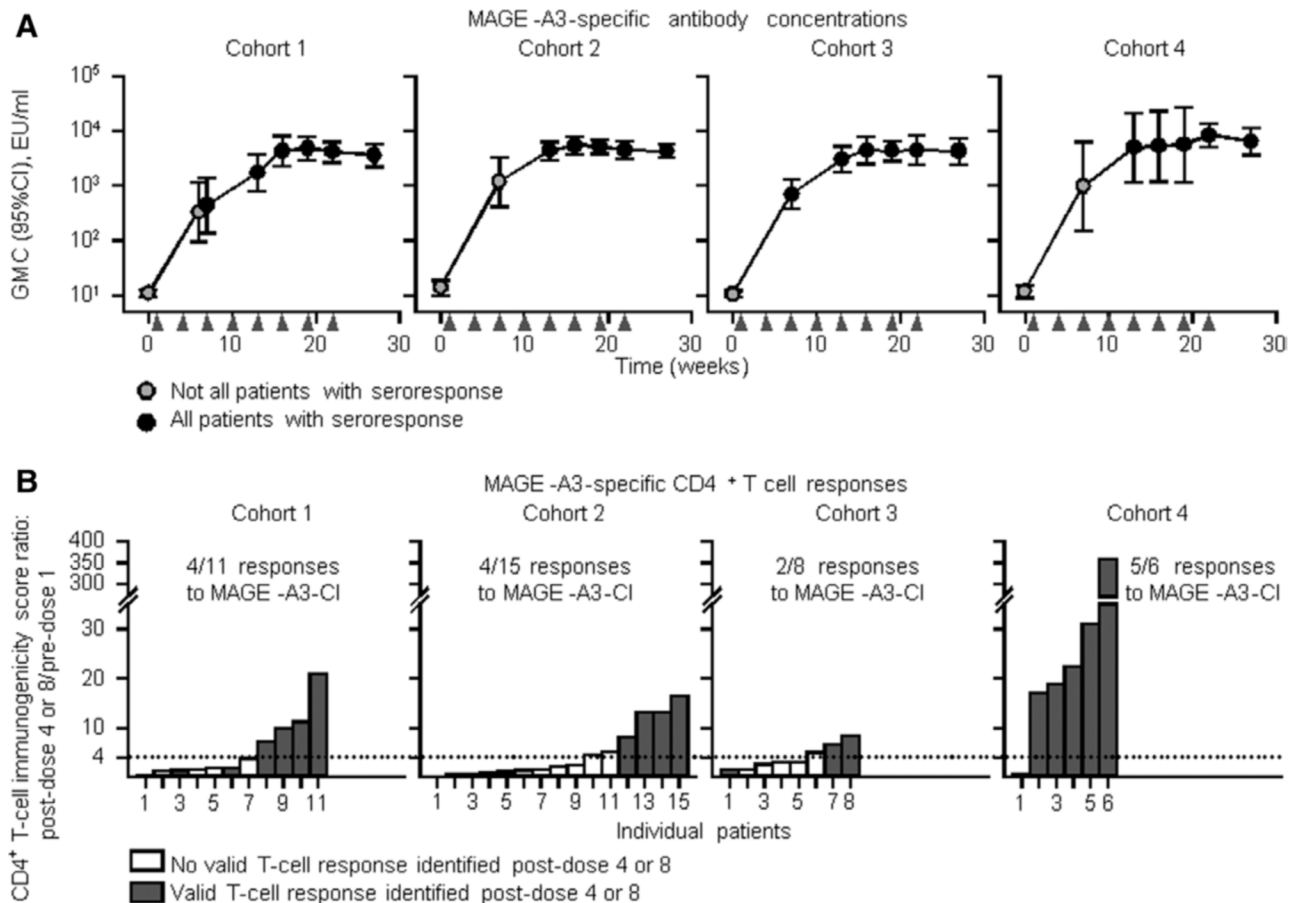 A
MAGE -A3-specific antibody concentrations
Cohort 1 Cohort 2 Cohort 3 Cohort 4
GMC (95%CI), EU/ml
10⁵
10⁴
10³
10²
10¹
0 10 20 30 0 10 20 30 0 10 20 30 0 10 20 30
Time (weeks)
Not all patients with seroresponse
All patients with seroresponse
B
MAGE -A3-specific CD4 ⁺ T cell responses
Cohort 1 Cohort 2 Cohort 3 Cohort 4
CD4⁺ T-cell immunogenicity score ratio:
post-dose 4 or 8/pre-dose 1
400
350
300
30
20
10
4
4/11 responses
to MAGE -A3-CI
4/15 responses
to MAGE -A3-CI
2/8 responses
to MAGE -A3-CI
5/6 responses
to MAGE -A3-CI
1 3 5 7 9 11 1 3 5 7 9 11 13 15 1 3 5 7 8 1 3 5 6
Individual patients
No valid T-cell response identified post-dose 4 or 8
Valid T-cell response identified post-dose 4 or 8